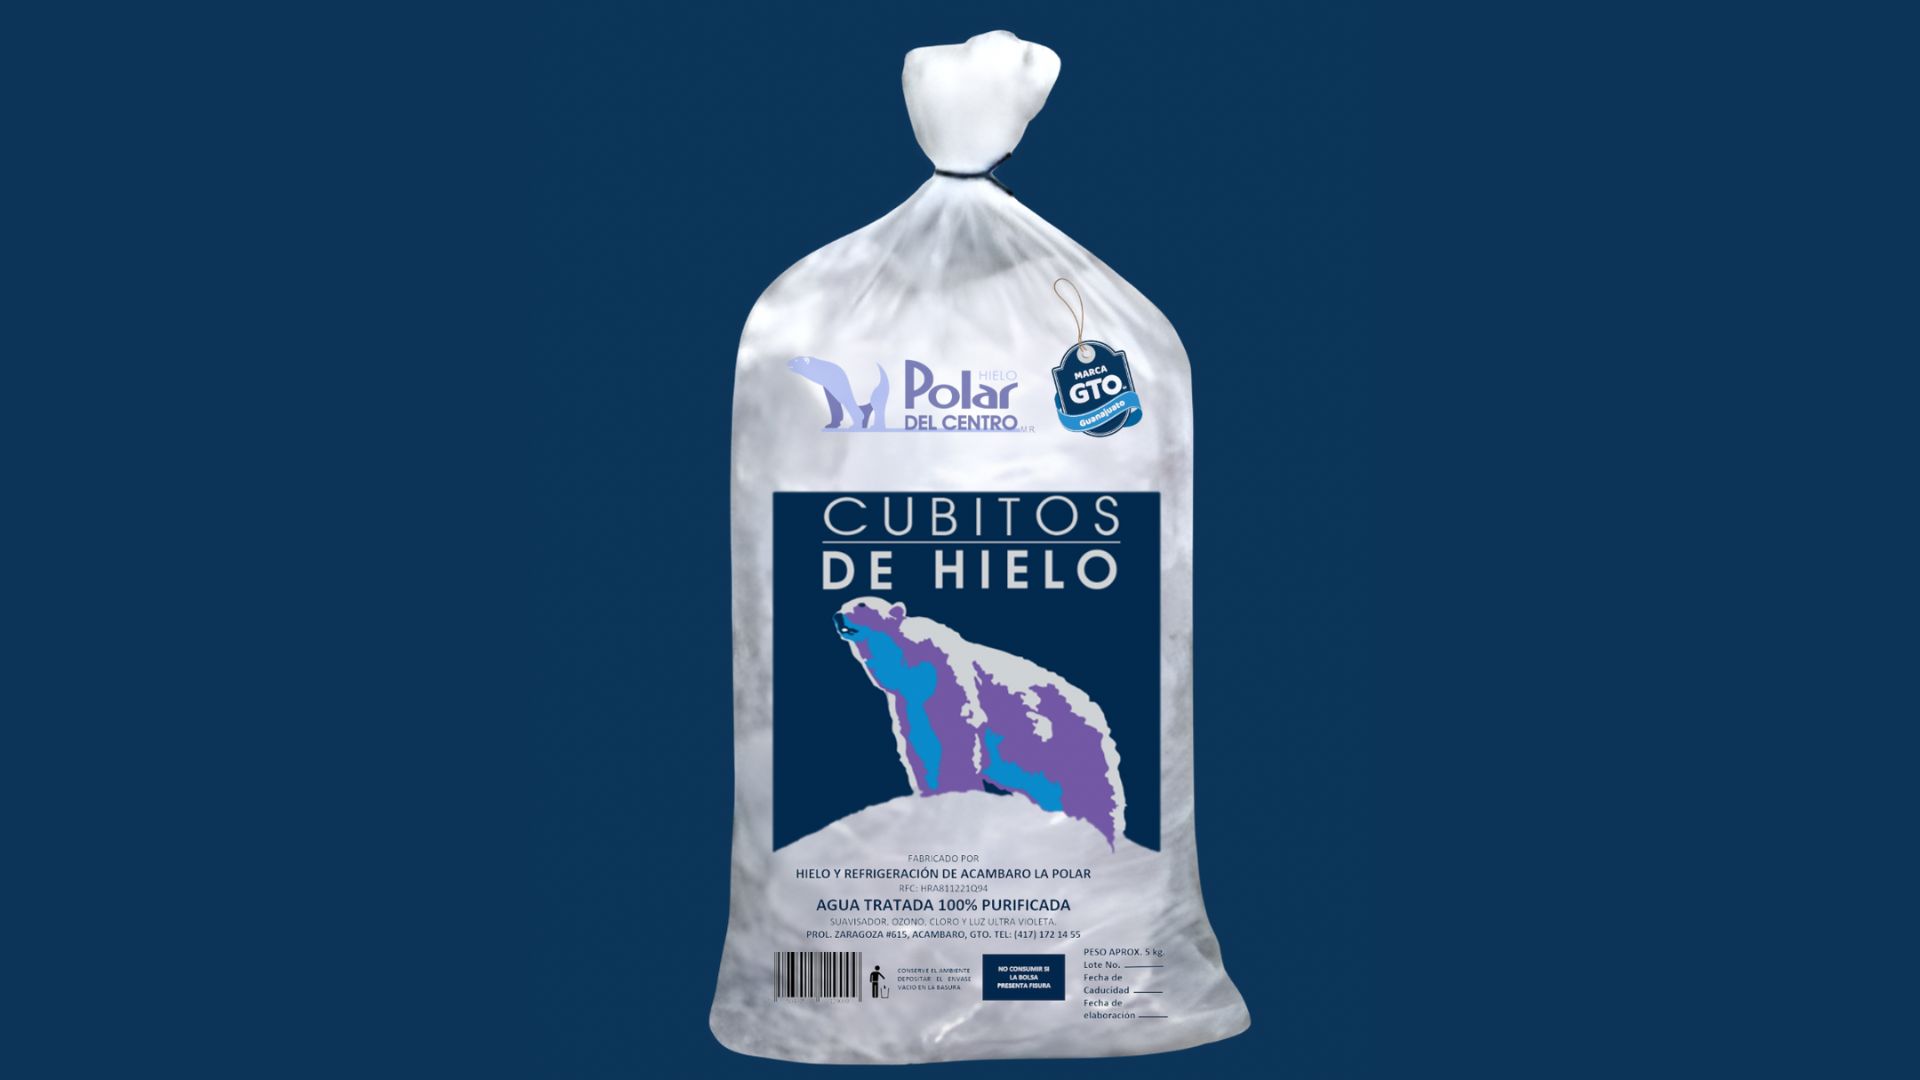 HIELO
Polar
DEL CENTRO M.R.
MARCA
GTO
Guanajuato
CUBITOS
DE HIELO
FABRICADO POR
HIELO Y REFRIGERACIÓN DE ACAMBARO LA POLAR
RFC: HRA811221Q94
AGUA TRATADA 100% PURIFICADA
SUAVISADOR, OZONO, CLORO Y LUZ ULTRA VIOLETA.
PROL. ZARAGOZA #615, ACAMBARO, GTO. TEL: (417) 172 14 55
CONSERVE EL AMBIENTE
DEPOSITAR EL ENVASE
VACIO EN LA BASURA.
NO CONSUMIR SI
LA BOLSA
PRESENTA FISURA
PESO APROX. 5 kg.
Lote No.
Fecha de
Caducidad
Fecha de
elaboración